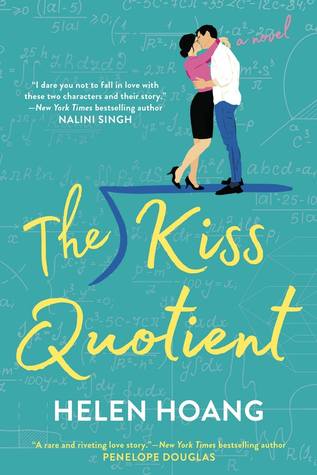 a novel
"I dare you not to fall in love with
these two characters and their story."
—New York Times bestselling author
NALINI SINGH
The Kiss
Quotient
HELEN HOANG
"A rare and riveting love story."—New York Times bestselling author
PENELOPE DOUGLAS